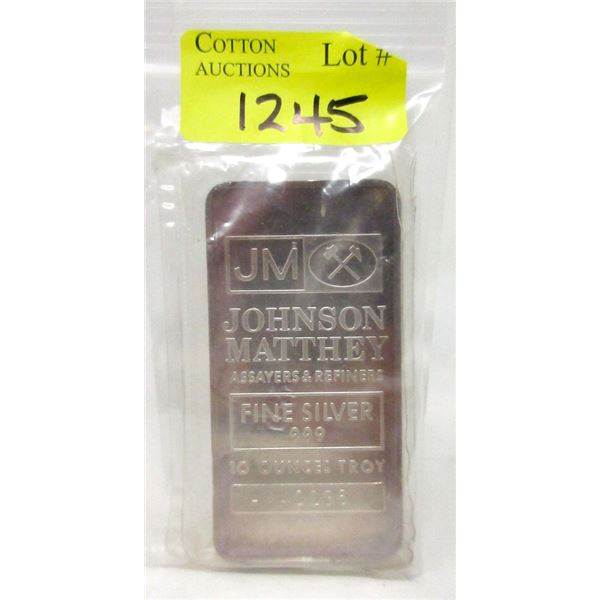 COTTON Lot #
AUCTIONS
1245
JM
JOHNSON
MATTHEY
ASSAYERS & REFINERS
FINE SILVER
999
10 OUNCES TROY